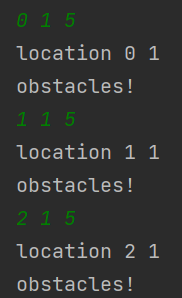 0 1 5
location 0 1
obstacles!
1 1 5
location 1 1
obstacles!
2 1 5
location 2 1
obstacles!